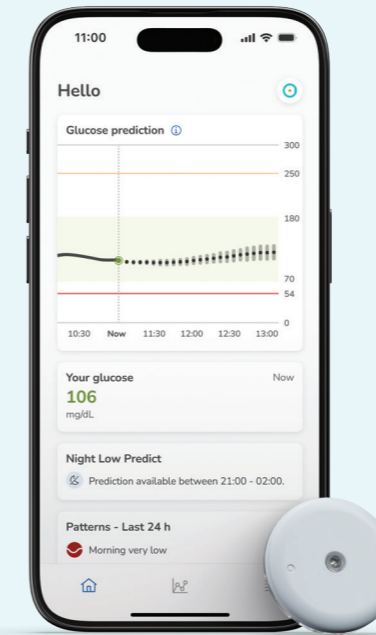 11:00
Hello
Glucose prediction
300
250
180
70
54
0
10:30 Now 11:30 12:00 12:30 13:00
Your glucose Now
106
mg/dL
Night Low Predict
Prediction available between 21:00 - 02:00.
Patterns - Last 24 h
Morning very low